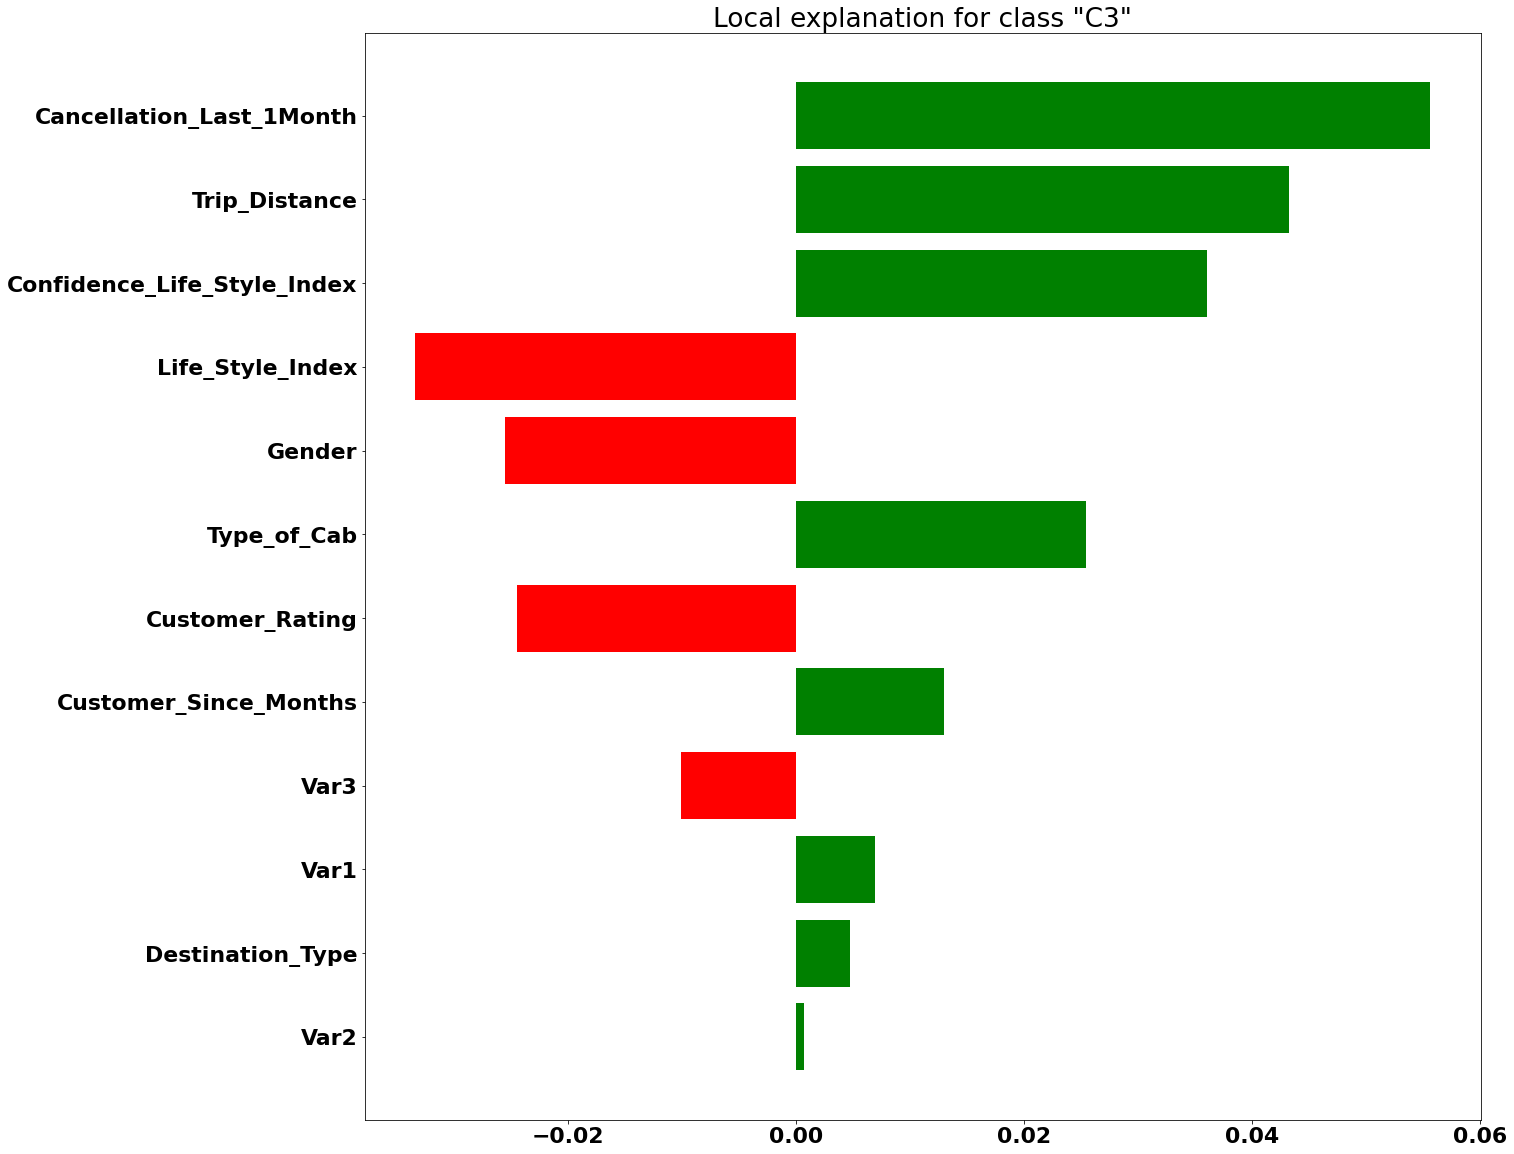 Local explanation for class "C3"
Cancellation_Last_1Month
Trip_Distance
Confidence_Life_Style_Index
Life_Style_Index
Gender
Type_of_Cab
Customer_Rating
Customer_Since_Months
Var3
Var1
Destination_Type
Var2
−0.02 0.00 0.02 0.04 0.06